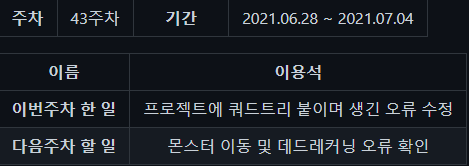 주차 43주차 기간 2021.06.28 ~ 2021.07.04
이름 이용석
이번주차 한 일 프로젝트에 쿼드트리 붙이며 생긴 오류 수정
다음주차 할 일 몬스터 이동 및 데드레커닝 오류 확인